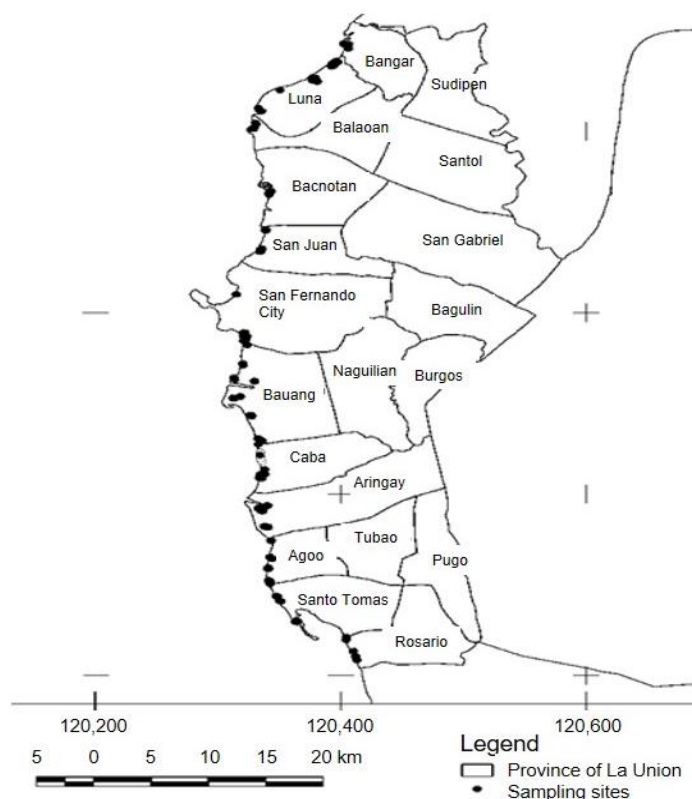 Bangar
Sudipen
Luna
Balaoan
Santol
Bacnotan
San Juan
San Gabriel
San Fernando
City
Bagulin
Naguilian
Burgos
Bauang
Caba
Aringay
Tubao
Agoo
Pugo
Santo Tomas
Rosario
120,200
120,400
120,600
5 0 5 10 15 20 km
Legend
Province of La Union
Sampling sites